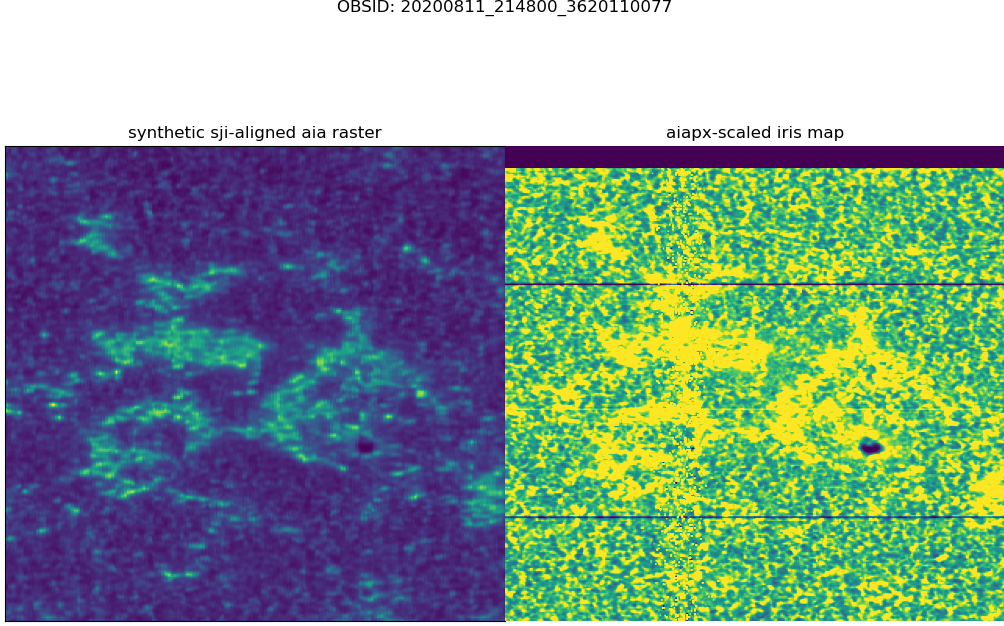 OBSID: 20200811_214800_3620110077
synthetic sji-aligned aia raster
aiapx-scaled iris map